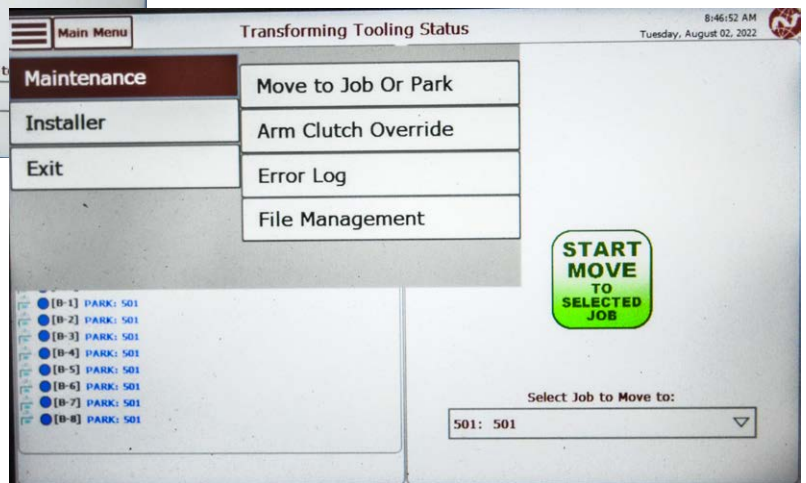 8:46:52 AM
Main Menu
Transforming Tooling Status
Tuesday, August 02, 2022
Maintenance
Move to Job Or Park
Installer
Arm Clutch Override
Exit
Error Log
File Management
START
MOVE
TO
SELECTED
JOB
[B-1] PARK: 501
[B-2] PARK: 501
[B-3] PARK: 501
[B-4] PARK: 501
[B-5] PARK: 501
[B-6] PARK: 501
[B-7] PARK: 501
[B-8] PARK: 501
Select Job to Move to:
501: 501